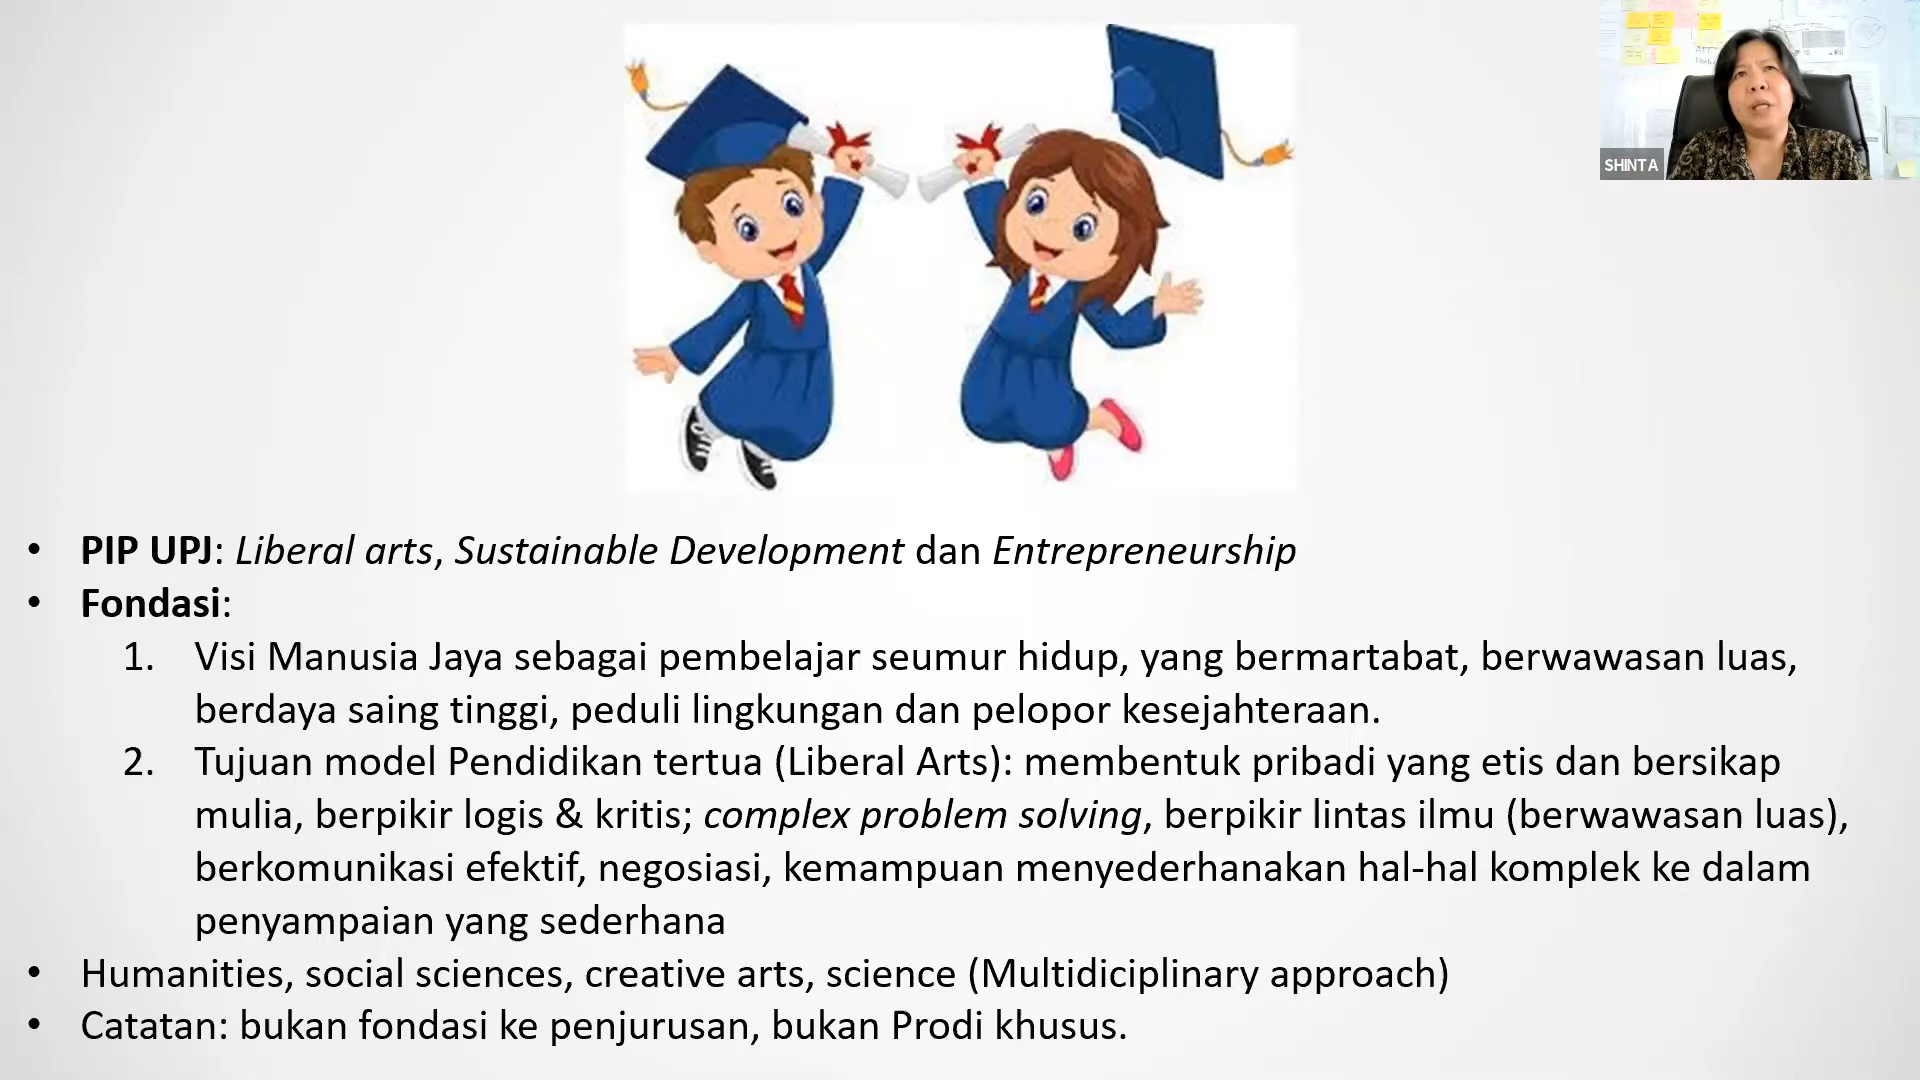 SHINTA
• PIP UPJ: Liberal arts, Sustainable Development dan Entrepreneurship
• Fondasi:
1. Visi Manusia Jaya sebagai pembelajar seumur hidup, yang bermartabat, berwawasan luas,
berdaya saing tinggi, peduli lingkungan dan pelopor kesejahteraan.
2. Tujuan model Pendidikan tertua (Liberal Arts): membentuk pribadi yang etis dan bersikap
mulia, berpikir logis & kritis; complex problem solving, berpikir lintas ilmu (berwawasan luas),
berkomunikasi efektif, negosiasi, kemampuan menyederhanakan hal-hal komplek ke dalam
penyampaian yang sederhana
• Humanities, social sciences, creative arts, science (Multidiciplinary approach)
• Catatan: bukan fondasi ke penjurusan, bukan Prodi khusus.